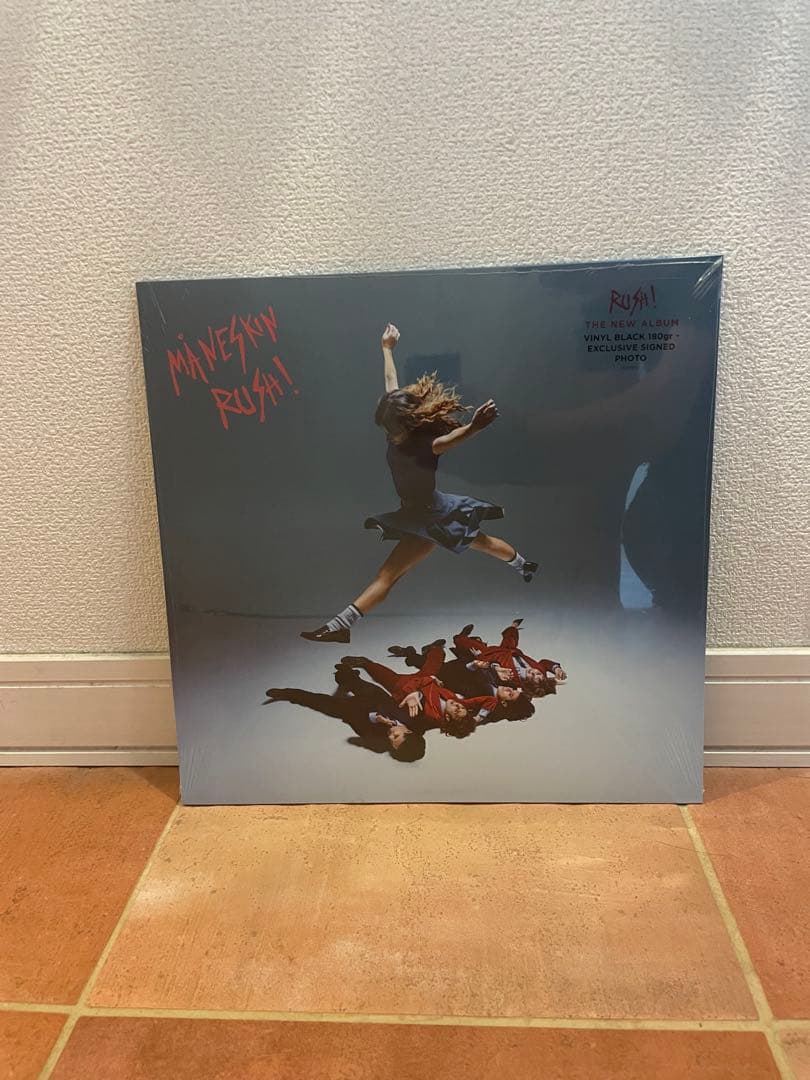 MÅNESKIN
RUSH!
RUSH!
THE NEW ALBUM
VINYL BLACK 180gr -
EXCLUSIVE SIGNED
PHOTO